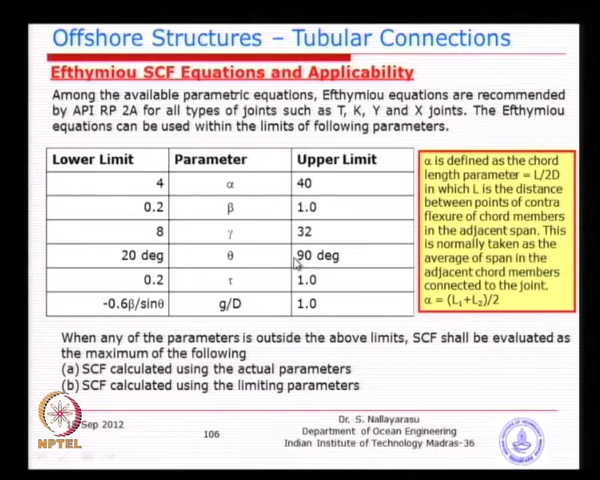 Offshore Structures – Tubular Connections
Efthymiou SCF Equations and Applicability
Among the available parametric equations, Efthymiou equations are recommended
by API RP 2A for all types of joints such as T, K, Y and X joints. The Efthymiou
equations can be used within the limits of following parameters.
Lower Limit Parameter Upper Limit
4 α 40
0.2 β 1.0
8 γ 32
20 deg θ 90 deg
0.2 τ 1.0
-0.6β/sinθ g/D 1.0
α is defined as the chord
length parameter = L/2D
in which L is the distance
between points of contra
flexure of chord members
in the adjacent span. This
is normally taken as the
average of span in the
adjacent chord members
connected to the joint.
α = (L1+L2)/2
When any of the parameters is outside the above limits, SCF shall be evaluated as
the maximum of the following
(a) SCF calculated using the actual parameters
(b) SCF calculated using the limiting parameters
Sep 2012
NPTEL
106
Dr. S. Nallayarasu
Department of Ocean Engineering
Indian Institute of Technology Madras-36